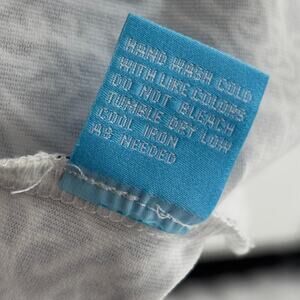 HAND WASH COLD
WITH LIKE COLORS
DO NOT BLEACH
TUMBLE DRY LOW
COOL IRON
AS NEEDED